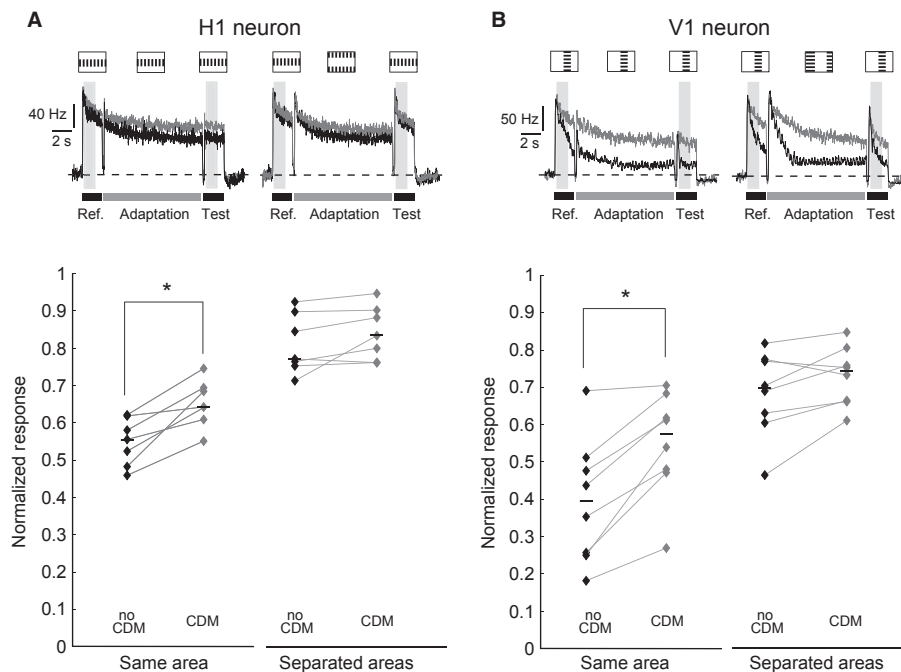 A
H1 neuron
40 Hz
2 s
Ref. Adaptation Test Ref. Adaptation Test
Normalized response
1
0.9
0.8
0.7
0.6
0.5
0.4
0.3
0.2
0.1
0
*
no CDM
CDM
no CDM
CDM
Same area
Separated areas
B
V1 neuron
50 Hz
2 s
Ref. Adaptation Test Ref. Adaptation Test
Normalized response
1
0.9
0.8
0.7
0.6
0.5
0.4
0.3
0.2
0.1
0
*
no CDM
CDM
no CDM
CDM
Same area
Separated areas